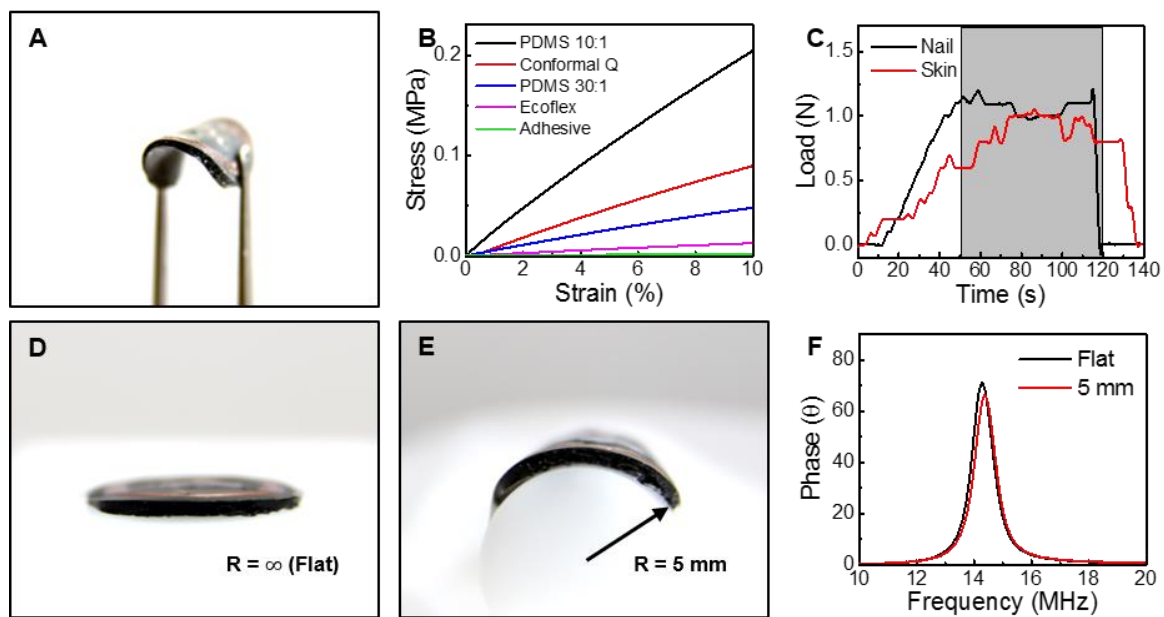 A
B
PDMS 10:1
Conformal Q
PDMS 30:1
Ecoflex
Adhesive
Stress (MPa)
0.2
0.1
0.0
0 2 4 6 8 10
Strain (%)
C
Nail
Skin
Load (N)
1.5
1.0
0.5
0.0
0 20 40 60 80 100 120 140
Time (s)
D
R = ∞ (Flat)
E
R = 5 mm
F
Flat
5 mm
Phase (θ)
80
60
40
20
0
10 12 14 16 18 20
Frequency (MHz)